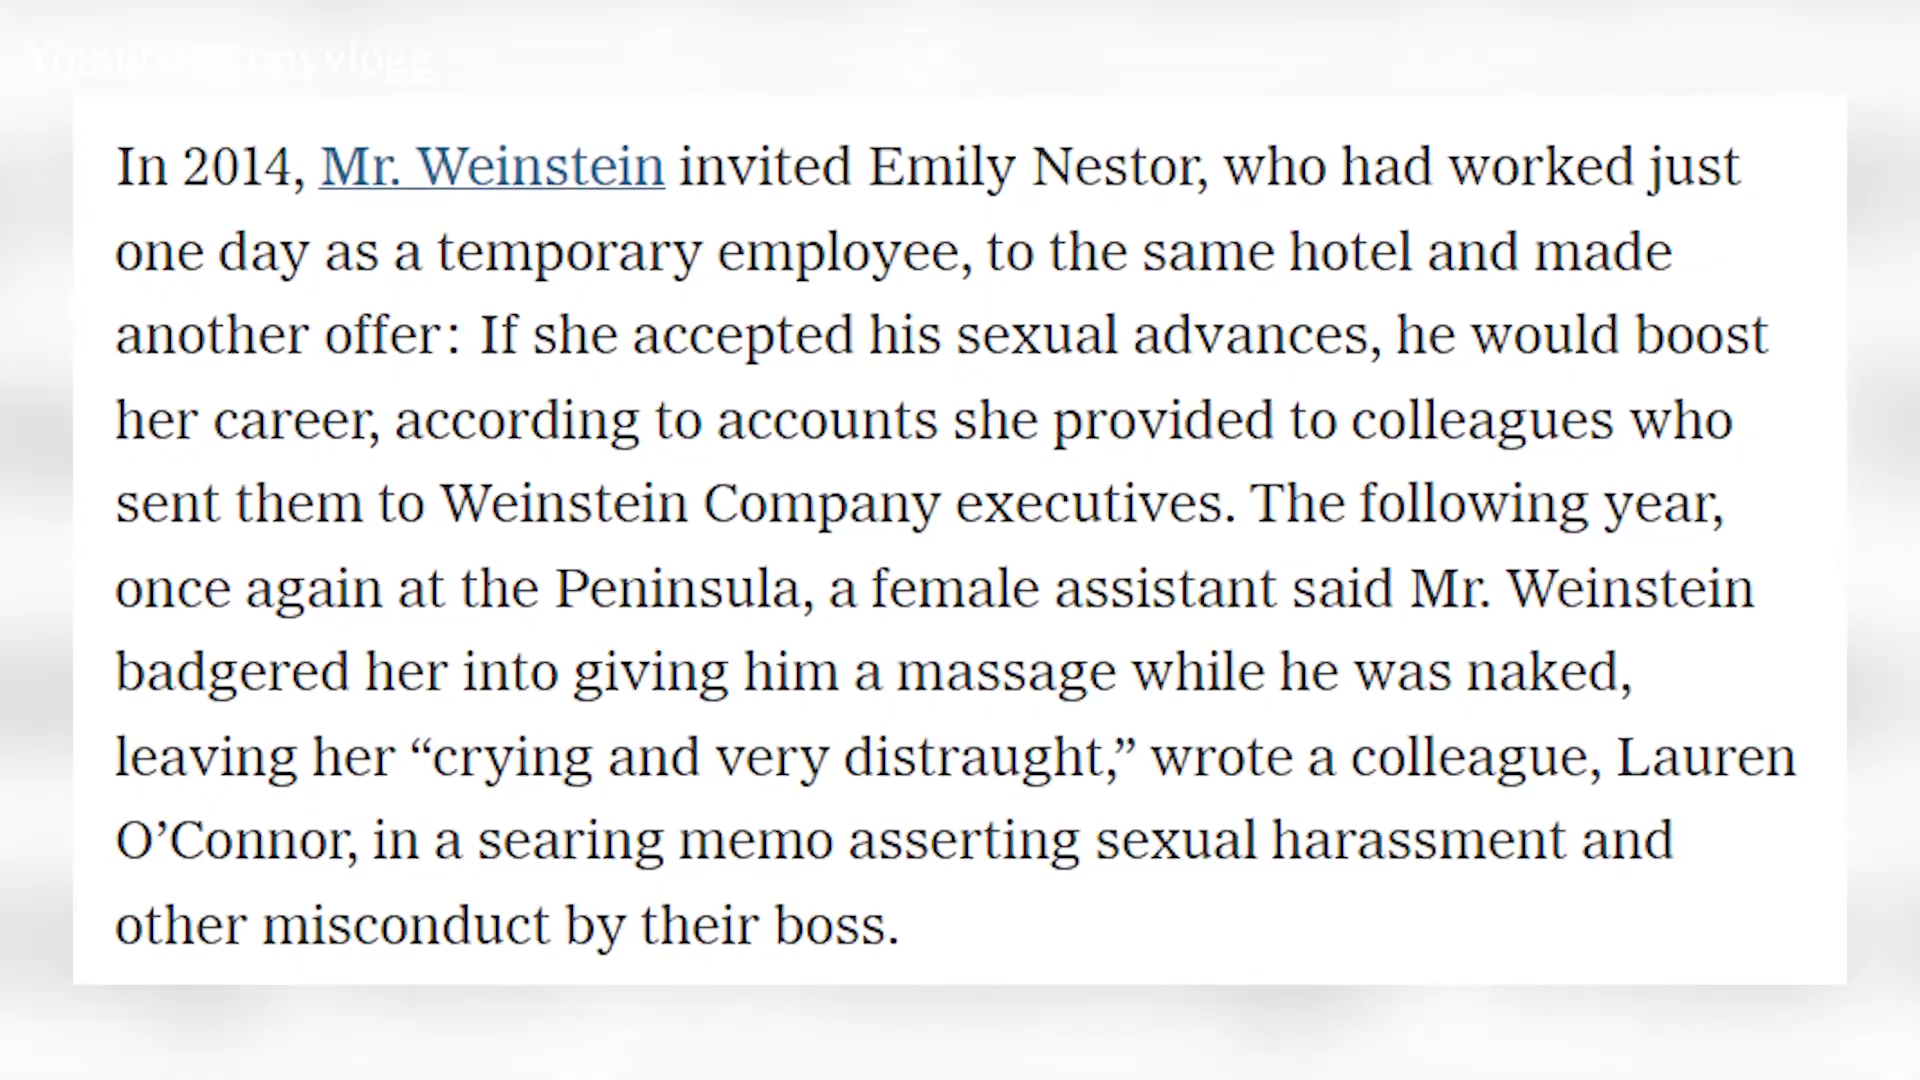 In 2014, Mr. Weinstein invited Emily Nestor, who had worked just
one day as a temporary employee, to the same hotel and made
another offer: If she accepted his sexual advances, he would boost
her career, according to accounts she provided to colleagues who
sent them to Weinstein Company executives. The following year,
once again at the Peninsula, a female assistant said Mr. Weinstein
badgered her into giving him a massage while he was naked,
leaving her “crying and very distraught,” wrote a colleague, Lauren
O’Connor, in a searing memo asserting sexual harassment and
other misconduct by their boss.